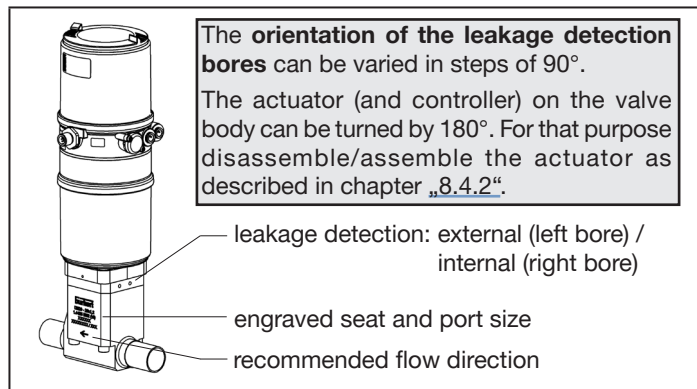 The orientation of the leakage detection
bores can be varied in steps of 90°.
The actuator (and controller) on the valve
body can be turned by 180°. For that purpose
disassemble/assemble the actuator as
described in chapter „8.4.2“.
leakage detection: external (left bore) /
internal (right bore)
engraved seat and port size
recommended flow direction